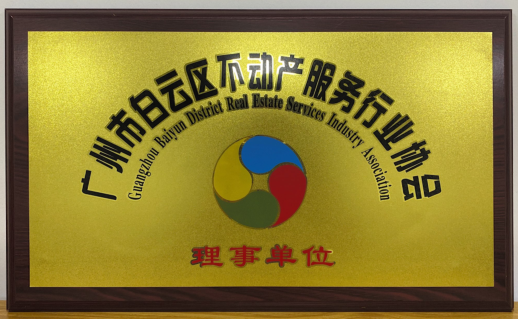 广州市白云区不动产服务行业协会
Guangzhou Baiyun District Real Estate Services Industry Association
理事单位